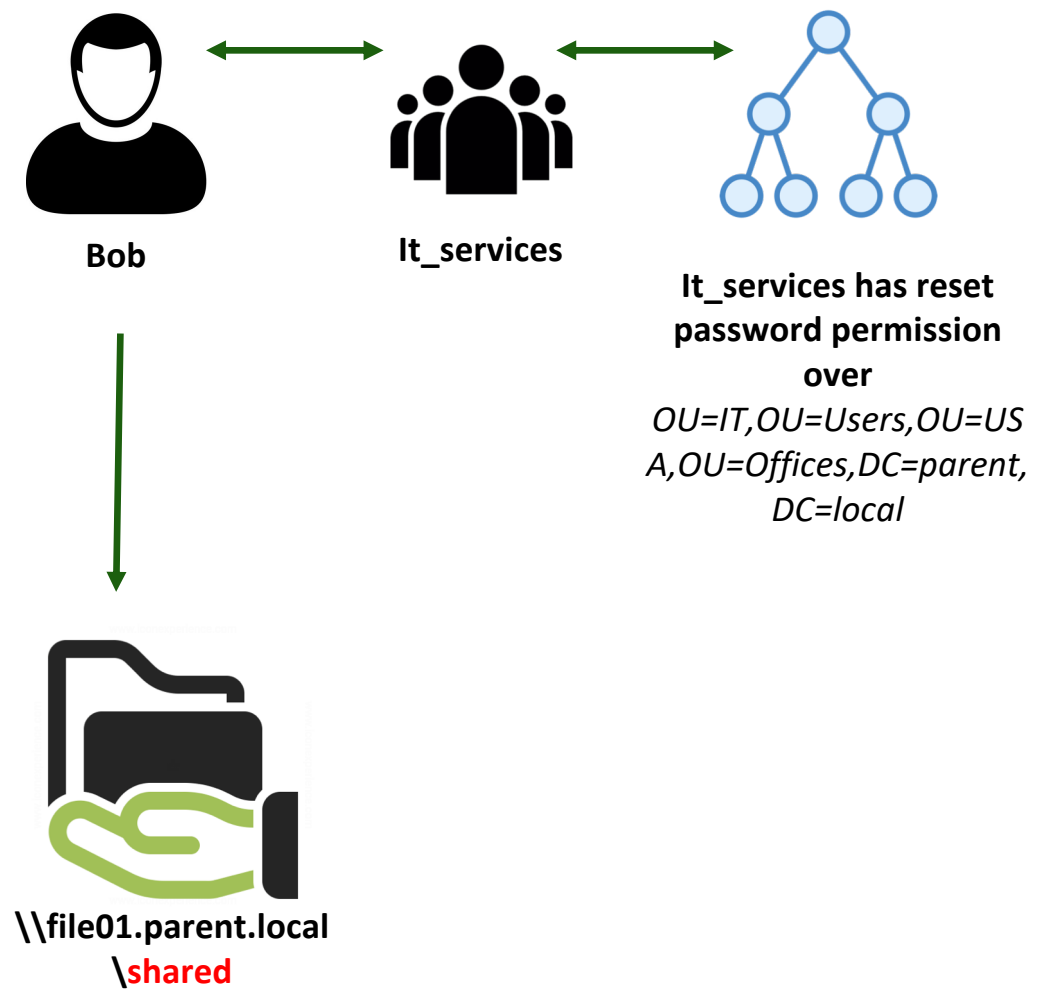 Bob
It_services
It_services has reset
password permission
over
OU=IT,OU=Users,OU=US
A,OU=Offices,DC=parent,
DC=local
\\file01.parent.local
\shared